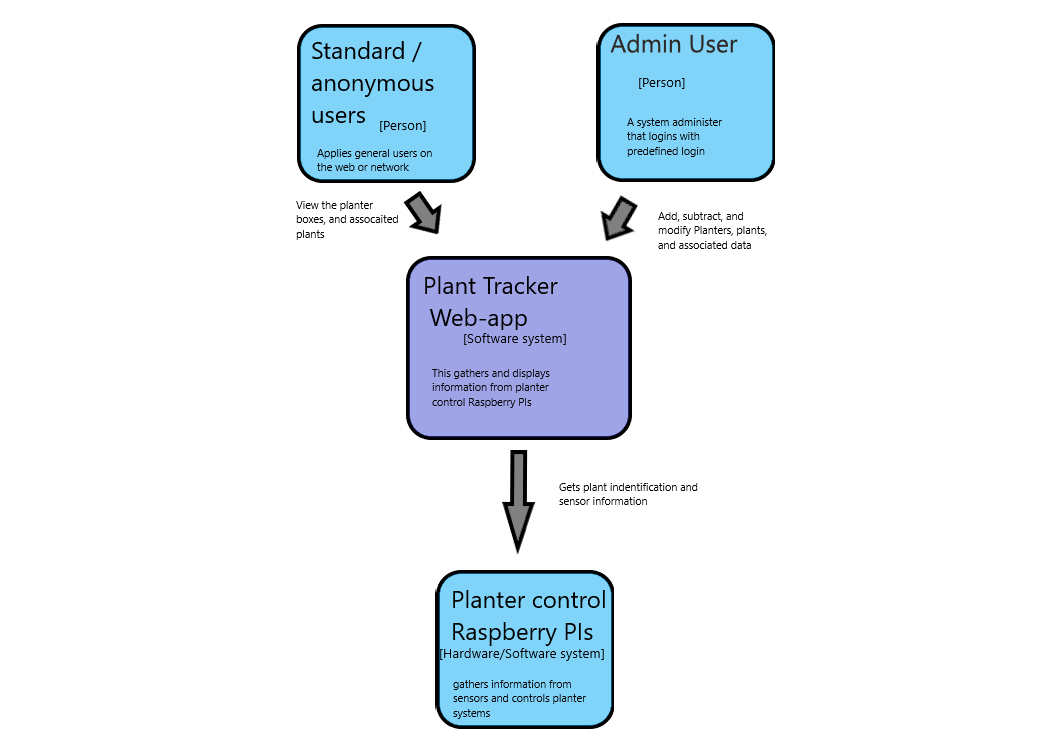 Standard /
anonymous
users
[Person]
Applies general users on
the web or network
Admin User
[Person]
A system administer
that logins with
predefined login
View the planter
boxes, and assocaited
plants
Add, subtract, and
modify Planters, plants,
and associated data
Plant Tracker
Web-app
[Software system]
This gathers and displays
information from planter
control Raspberry PIs
Gets plant indentification and
sensor information
Planter control
Raspberry PIs
[Hardware/Software system]
gathers information from
sensors and controls planter
systems